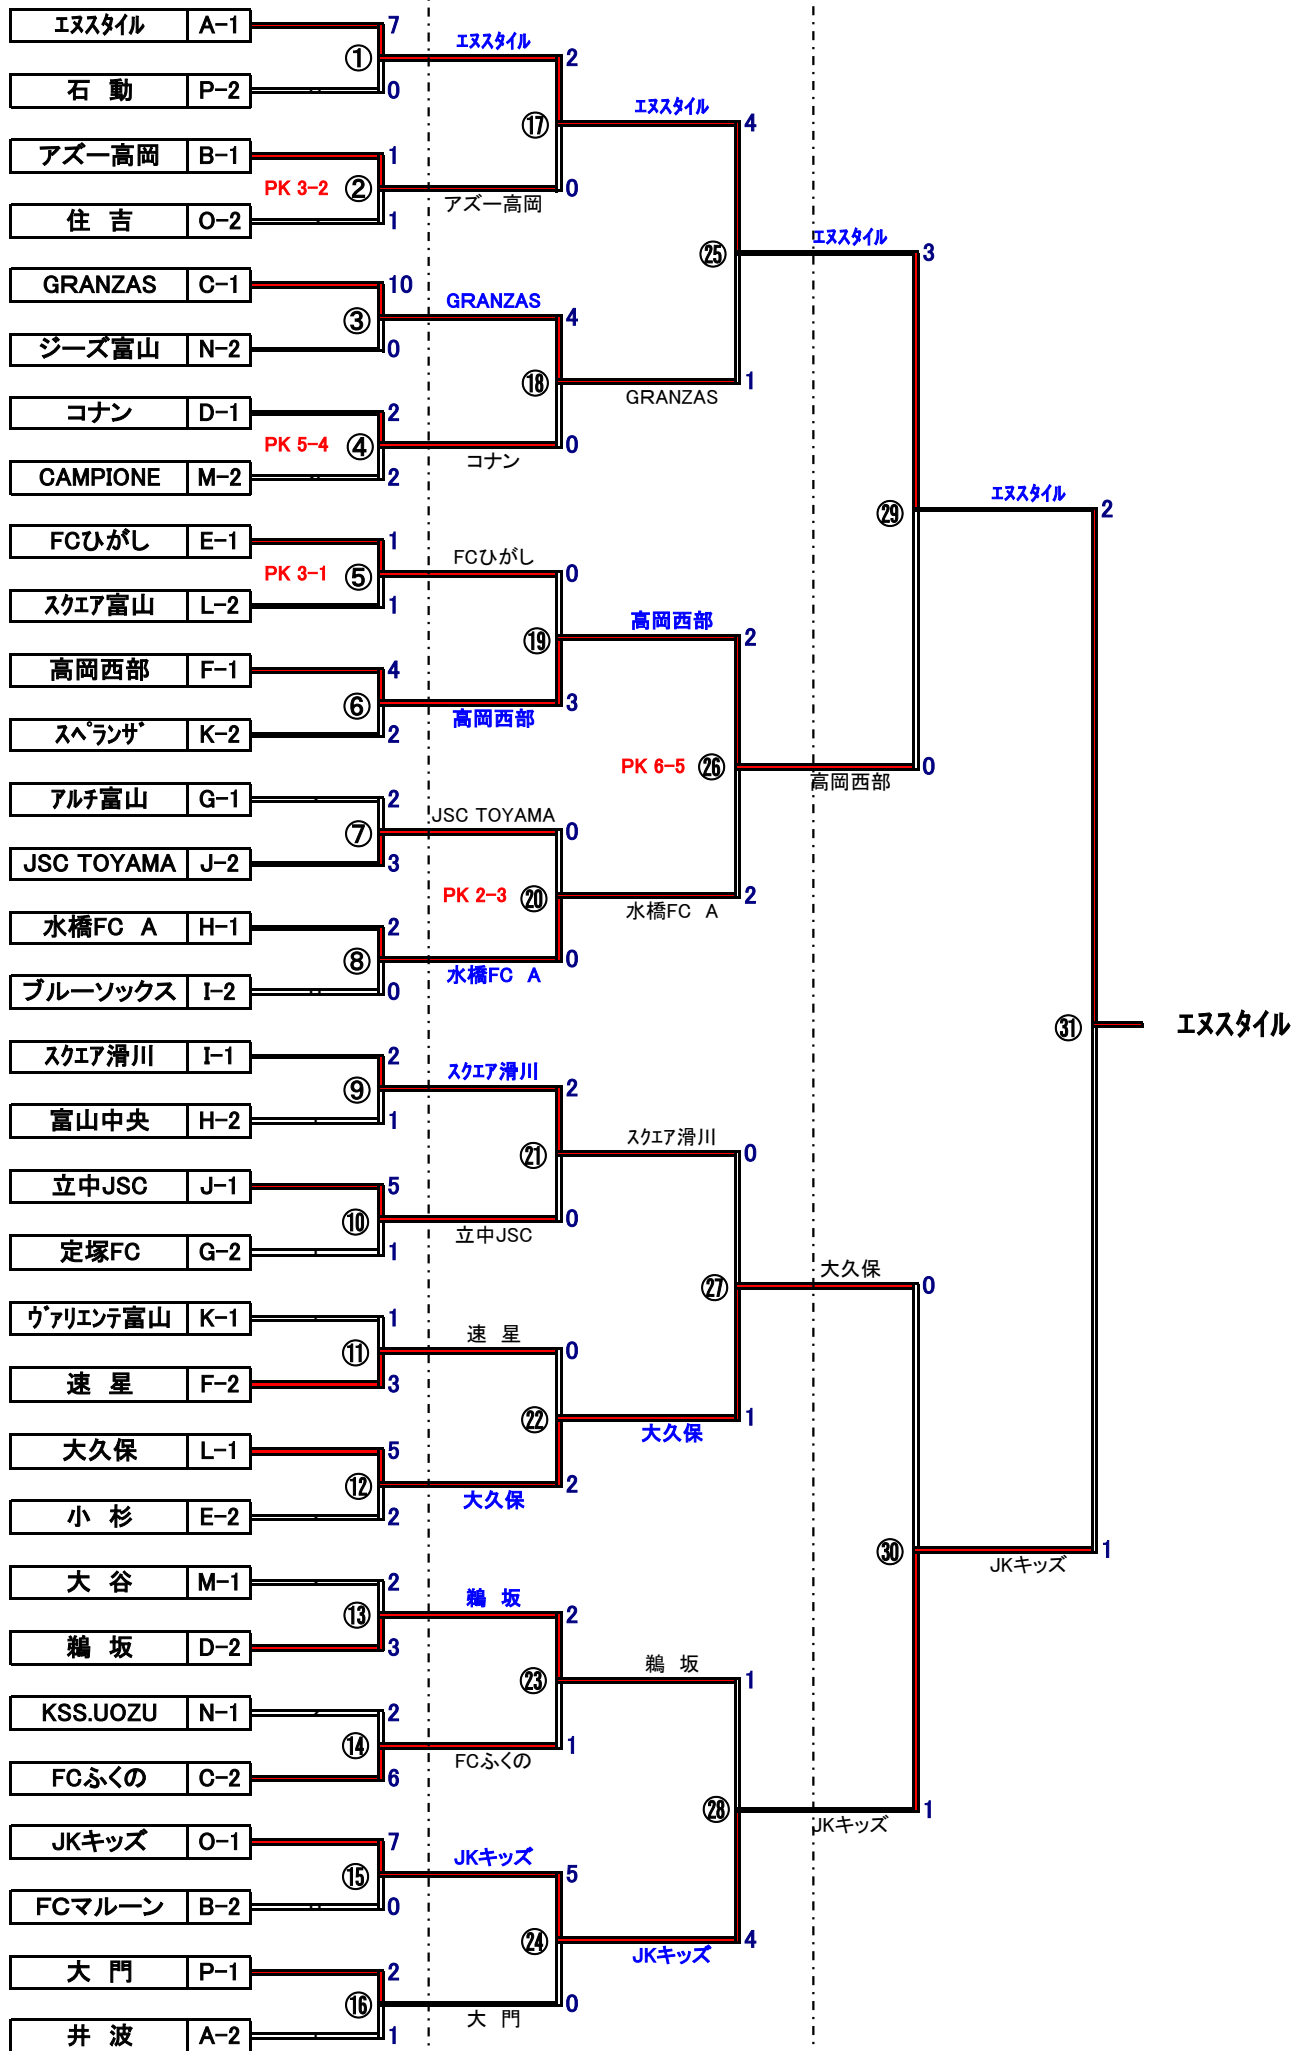 エヌスタイル A-1 7
① エヌスタイル 2
石 動 P-2 0
エヌスタイル 4
⑰
アズー高岡 B-1 1
PK 3-2 ② アズー高岡 0
住 吉 O-2 1
㉕ エヌスタイル 3
GRANZAS C-1 10
③ GRANZAS 4
ジーズ富山 N-2 0
⑱ GRANZAS 1
コナン D-1 2
PK 5-4 ④ コナン 0
CAMPIONE M-2 2
㉙ エヌスタイル 2
FCひがし E-1 1
PK 3-1 ⑤ FCひがし 0
スクエア富山 L-2 1
⑲ 高岡西部 2
高岡西部 F-1 4
⑥ 高岡西部 3
スペランザ K-2 2
PK 6-5 ㉖ 高岡西部 0
アルチ富山 G-1 2
⑦ JSC TOYAMA 0
JSC TOYAMA J-2 3
PK 2-3 ⑳ 水橋FC A 2
水橋FC A H-1 2
⑧ 水橋FC A 0
ブルーソックス I-2 0
㉛ エヌスタイル
スクエア滑川 I-1 2
⑨ スクエア滑川 2
富山中央 H-2 1
㉑ スクエア滑川 0
立中JSC J-1 5
⑩ 立中JSC 0
定塚FC G-2 1
㉗ 大久保 0
ヴァリエンテ富山 K-1 1
⑪ 速 星 0
速 星 F-2 3
㉒ 大久保 1
大久保 L-1 5
⑫ 大久保 2
小 杉 E-2 2
㉚ JKキッズ 1
大 谷 M-1 2
⑬ 鵜 坂 2
鵜 坂 D-2 3
㉓ 鵜 坂 1
KSS.UOZU N-1 2
⑭ FCふくの 1
FCふくの C-2 6
㉘ JKキッズ 1
JKキッズ O-1 7
⑮ JKキッズ 5
FCマルーン B-2 0
㉔ JKキッズ 4
大 門 P-1 2
⑯ 大 門 0
井 波 A-2 1